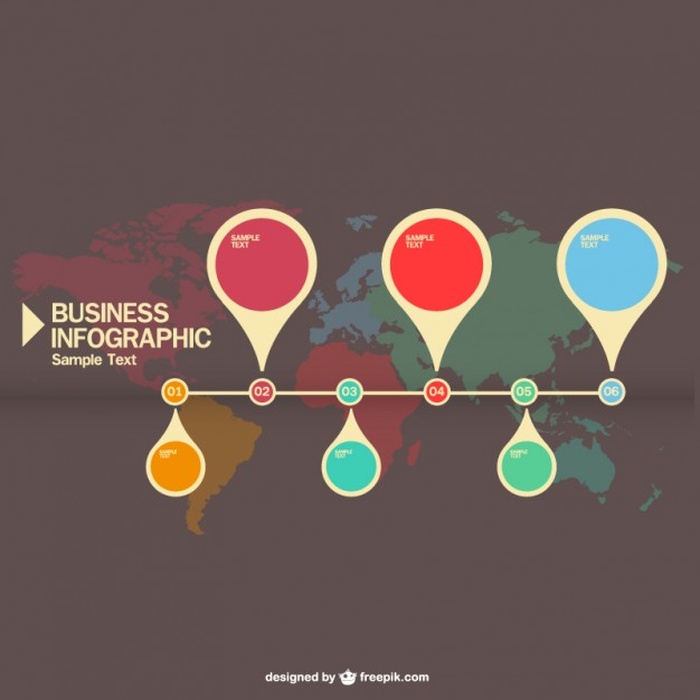 SAMPLE
TEXT
SAMPLE
TEXT
SAMPLE
TEXT
BUSINESS
INFOGRAPHIC
Sample Text
01
02
03
04
05
06
SAMPLE
TEXT
SAMPLE
TEXT
SAMPLE
TEXT
designed by freepik.com